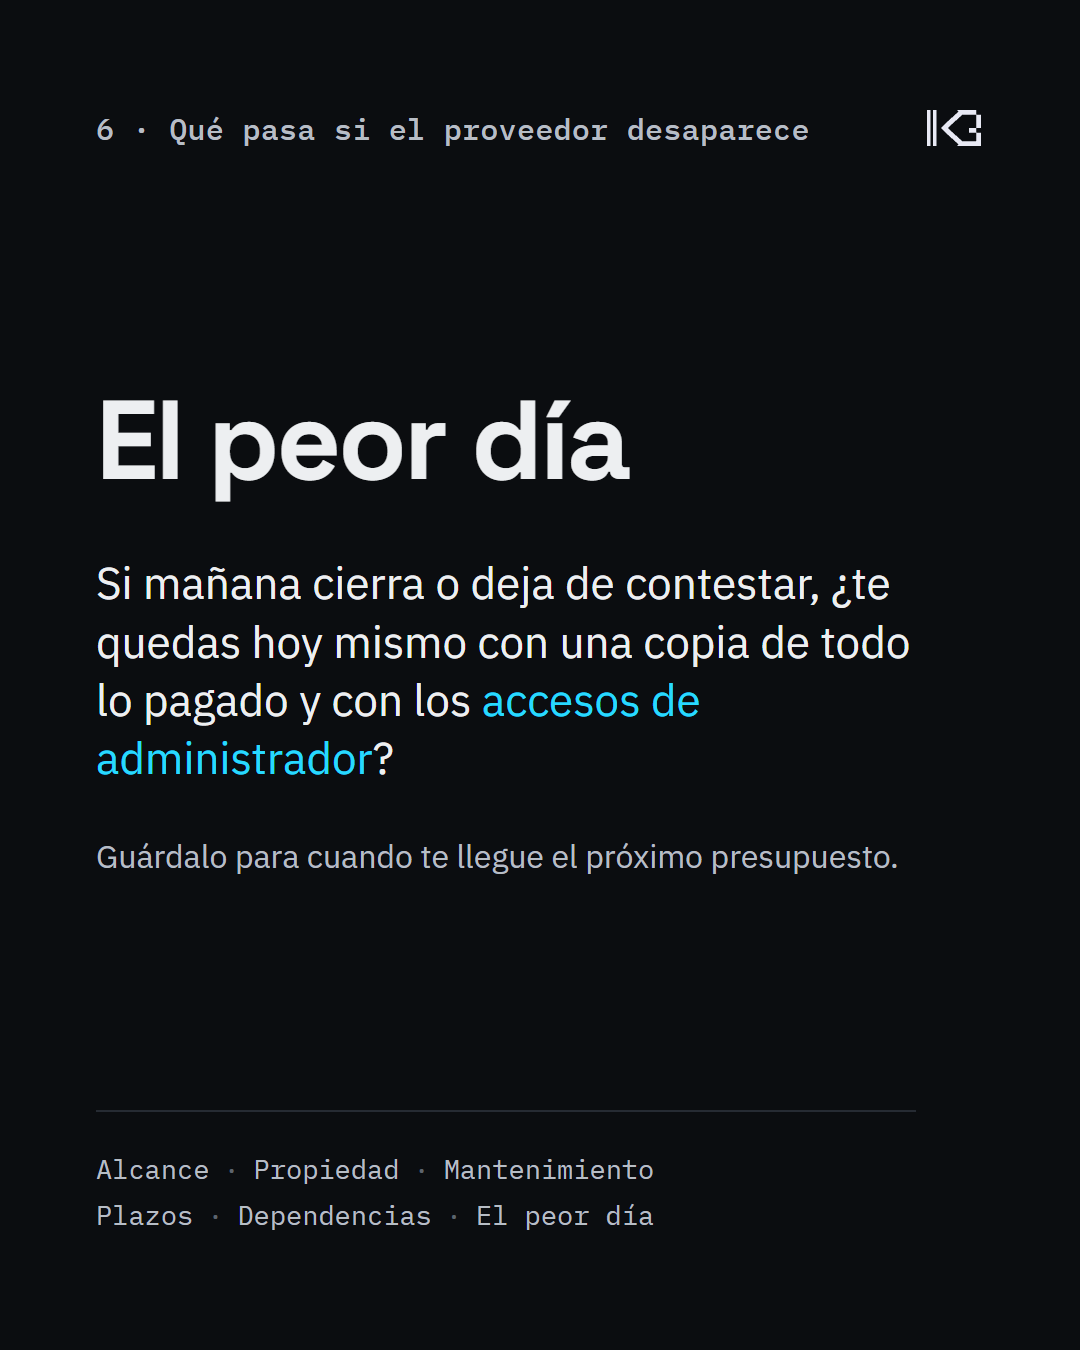 6 · Qué pasa si el proveedor desaparece
El peor día
Si mañana cierra o deja de contestar, ¿te
quedas hoy mismo con una copia de todo
lo pagado y con los accesos de
administrador?
Guárdalo para cuando te llegue el próximo presupuesto.
Alcance · Propiedad · Mantenimiento
Plazos · Dependencias · El peor día